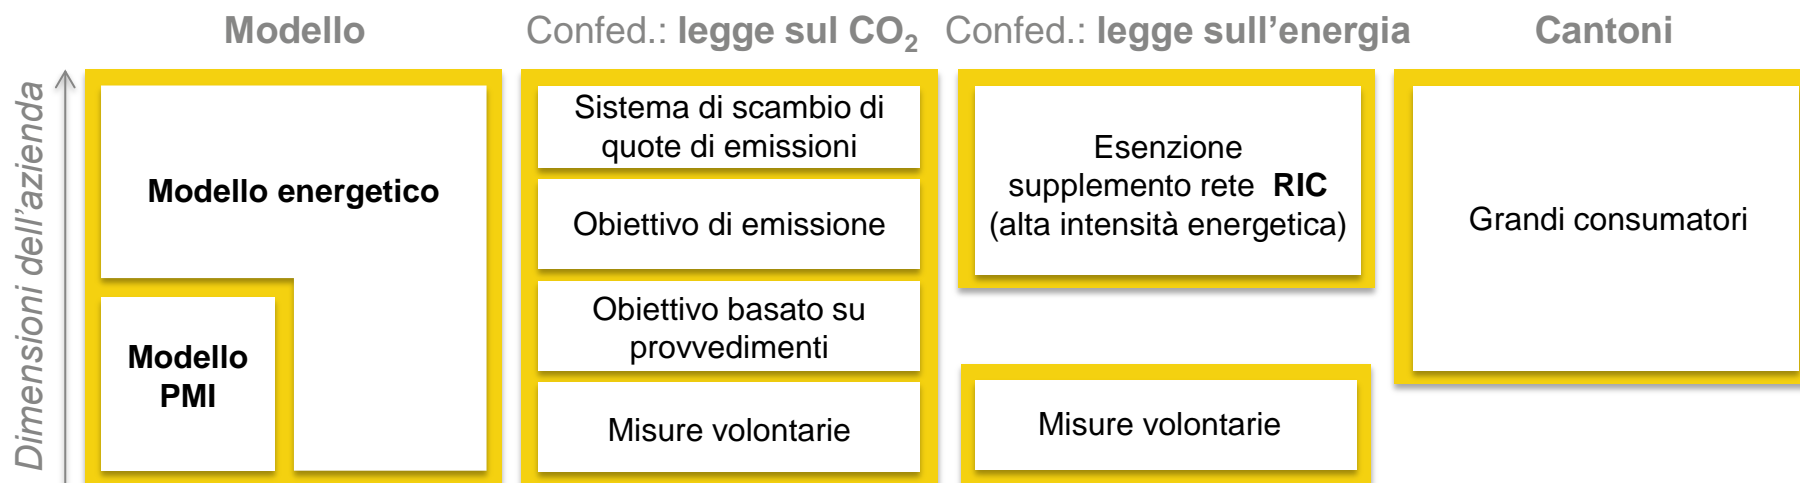 Modello
Confed.: legge sul CO₂
Confed.: legge sull’energia
Cantoni
Dimensioni dell’azienda
Modello energetico
Modello
PMI
Sistema di scambio di
quote di emissioni
Obiettivo di emissione
Obiettivo basato su
provvedimenti
Misure volontarie
Esenzione
supplemento rete RIC
(alta intensità energetica)
Misure volontarie
Grandi consumatori